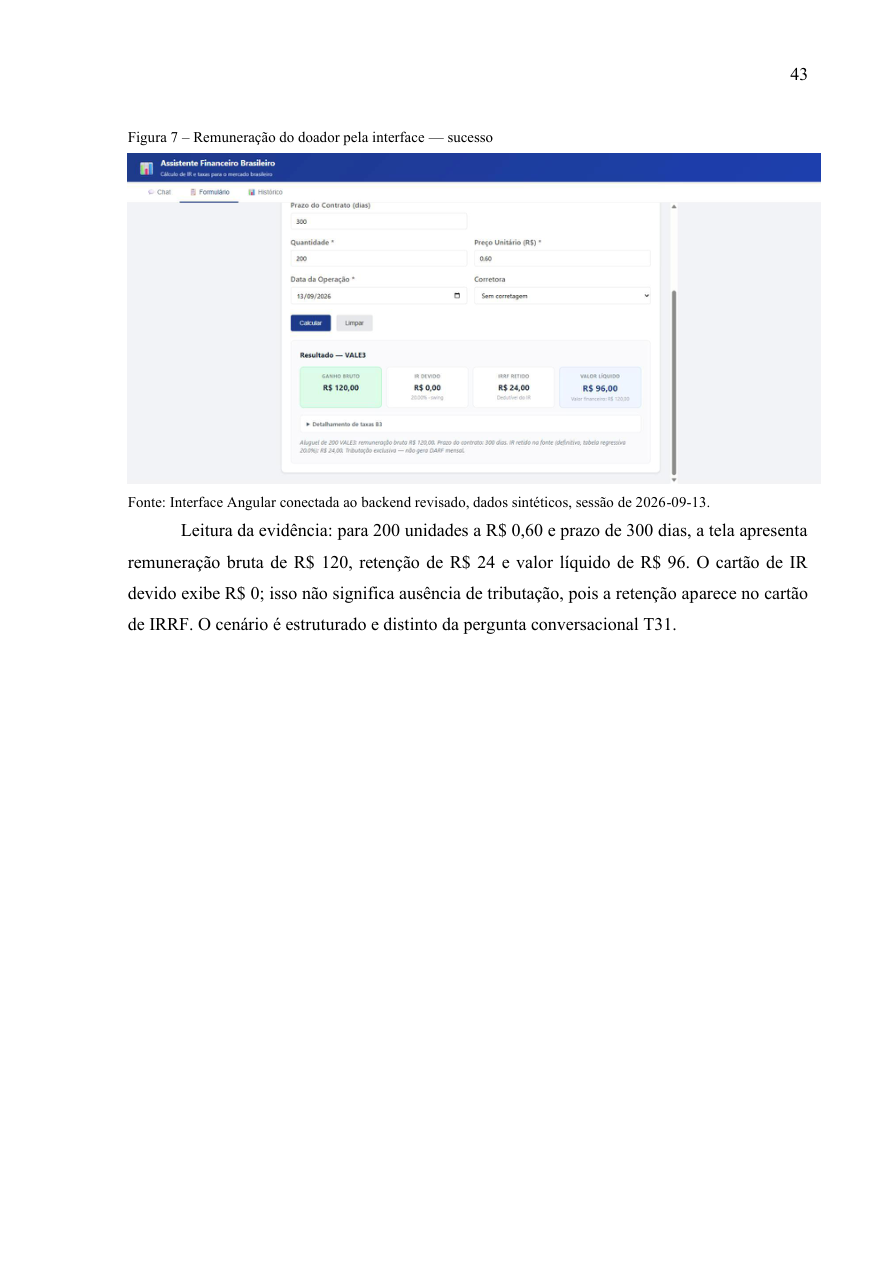 43
Figura 7 – Remuneração do doador pela interface — sucesso
Assistente Financeiro Brasileiro
Cálculo de IR e taxas para o mercado brasileiro
Chat Formulário Histórico
Prazo do Contrato (dias)
300
Quantidade * Preço Unitário (R$) *
200 0.60
Data da Operação * Corretora
13/09/2026 Sem corretagem
Calcular Limpar
Resultado — VALE3
GANHO BRUTO IR DEVIDO IRRF RETIDO VALOR LÍQUIDO
R$ 120,00 R$ 0,00 R$ 24,00 R$ 96,00
20.00% · swing Dedutível do IR Valor financeiro: R$ 120,00
▶ Detalhamento de taxas B3
Aluguel de 200 VALE3: remuneração bruta R$ 120,00. Prazo do contrato: 300 dias. IR retido na fonte (definitivo, tabela regressiva
20.0%): R$ 24,00. Tributação exclusiva — não gera DARF mensal.
Fonte: Interface Angular conectada ao backend revisado, dados sintéticos, sessão de 2026-09-13.
Leitura da evidência: para 200 unidades a R$ 0,60 e prazo de 300 dias, a tela apresenta
remuneração bruta de R$ 120, retenção de R$ 24 e valor líquido de R$ 96. O cartão de IR
devido exibe R$ 0; isso não significa ausência de tributação, pois a retenção aparece no cartão
de IRRF. O cenário é estruturado e distinto da pergunta conversacional T31.